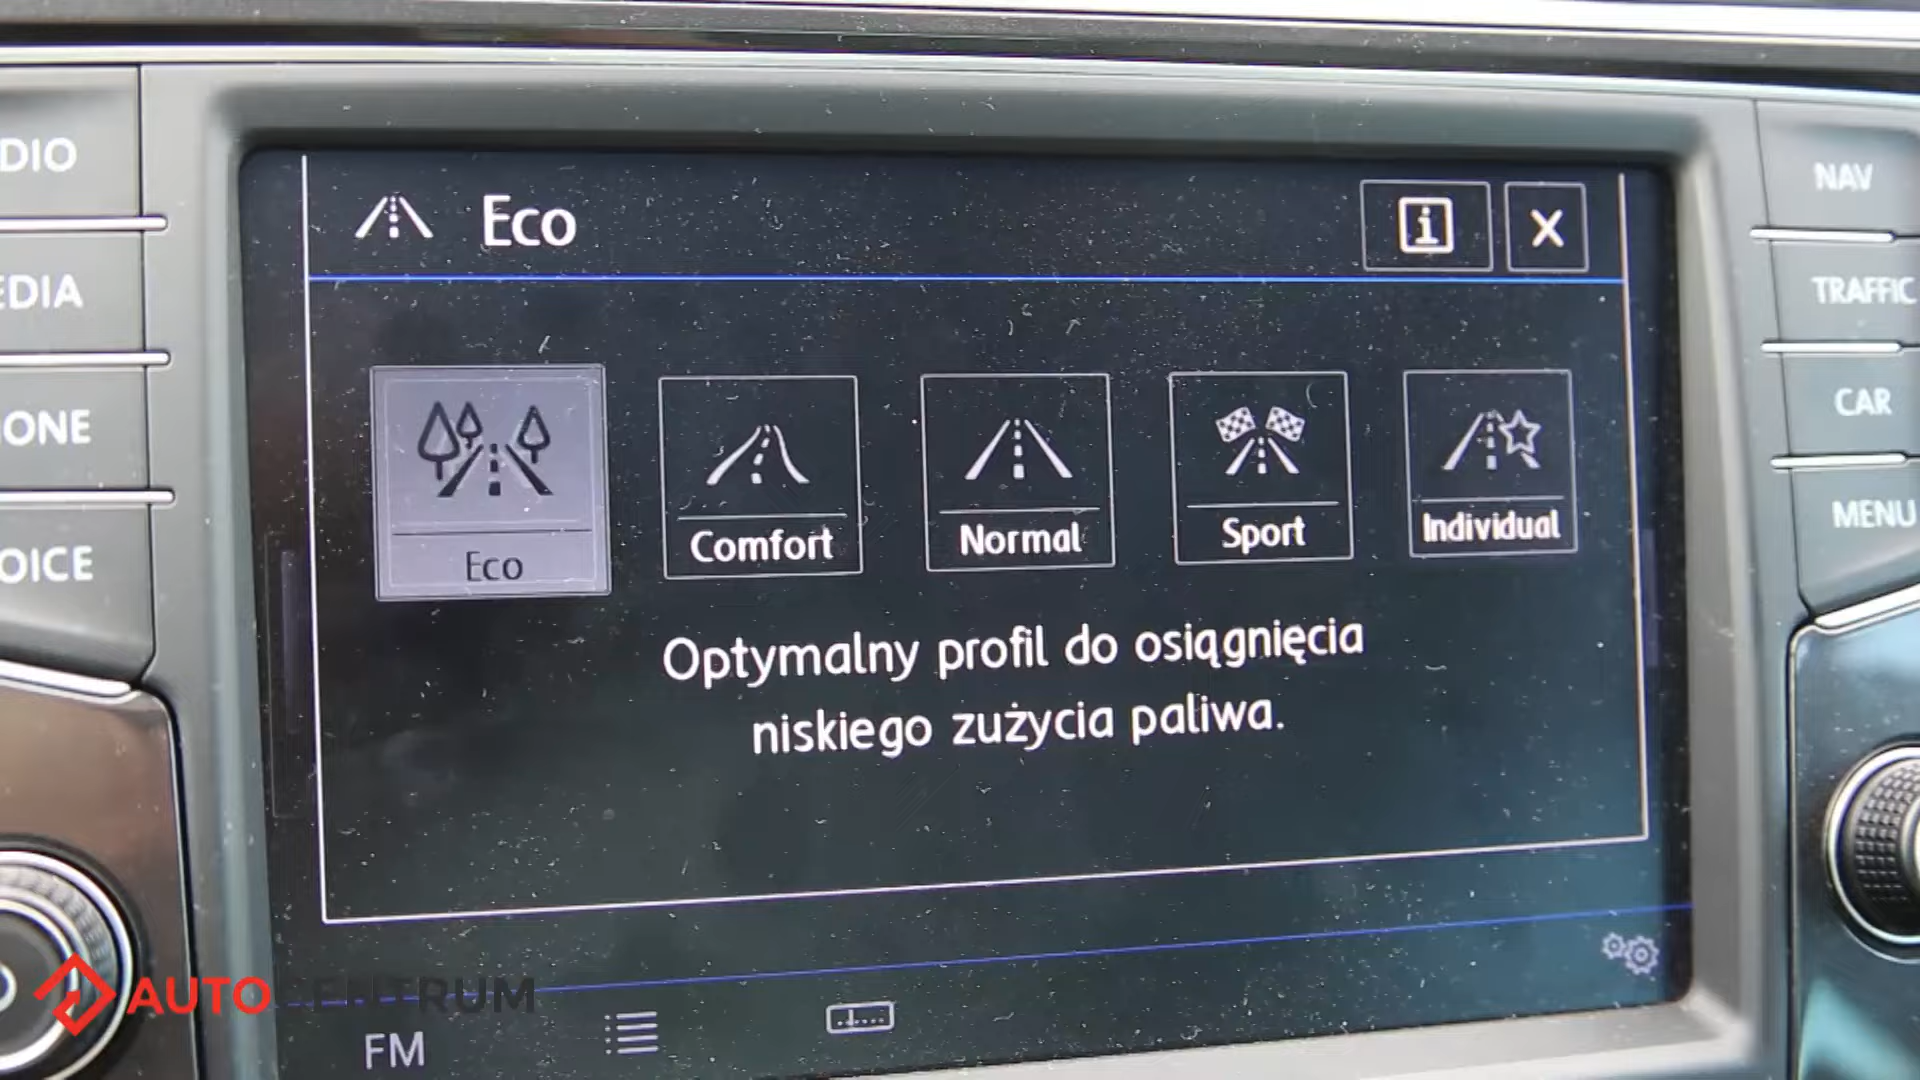 DIO
EDIA
ONE
OICE
Eco
i
X
Eco
Comfort
Normal
Sport
Individual
Optymalny profil do osiągnięcia
niskiego zużycia paliwa.
FM
NAV
TRAFFIC
CAR
MENU
AUTOCENTRUM